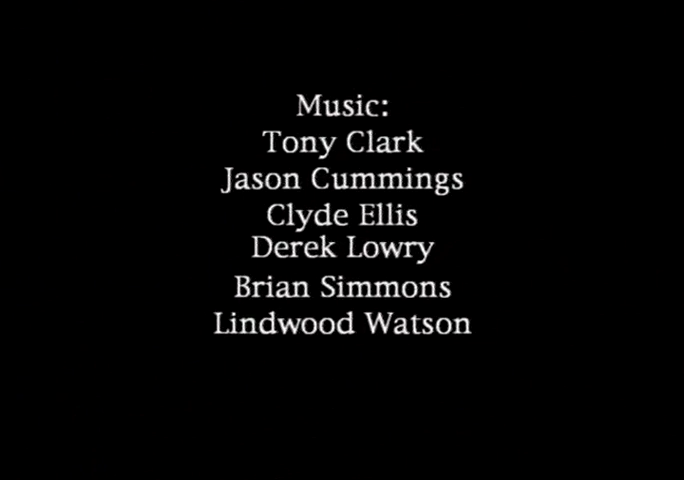 Music:
Tony Clark
Jason Cummings
Clyde Ellis
Derek Lowry
Brian Simmons
Lindwood Watson